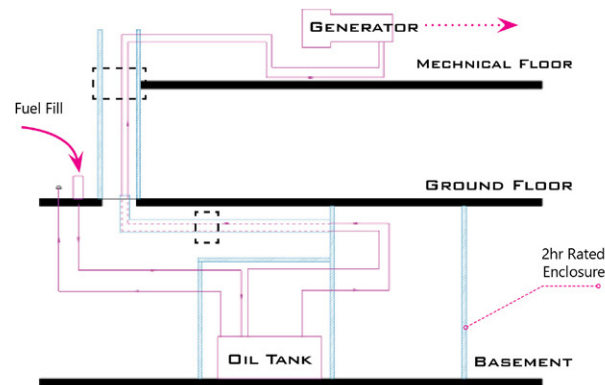 GENERATOR
MECHNICAL FLOOR
Fuel Fill
GROUND FLOOR
2hr Rated
Enclosure
OIL TANK
BASEMENT